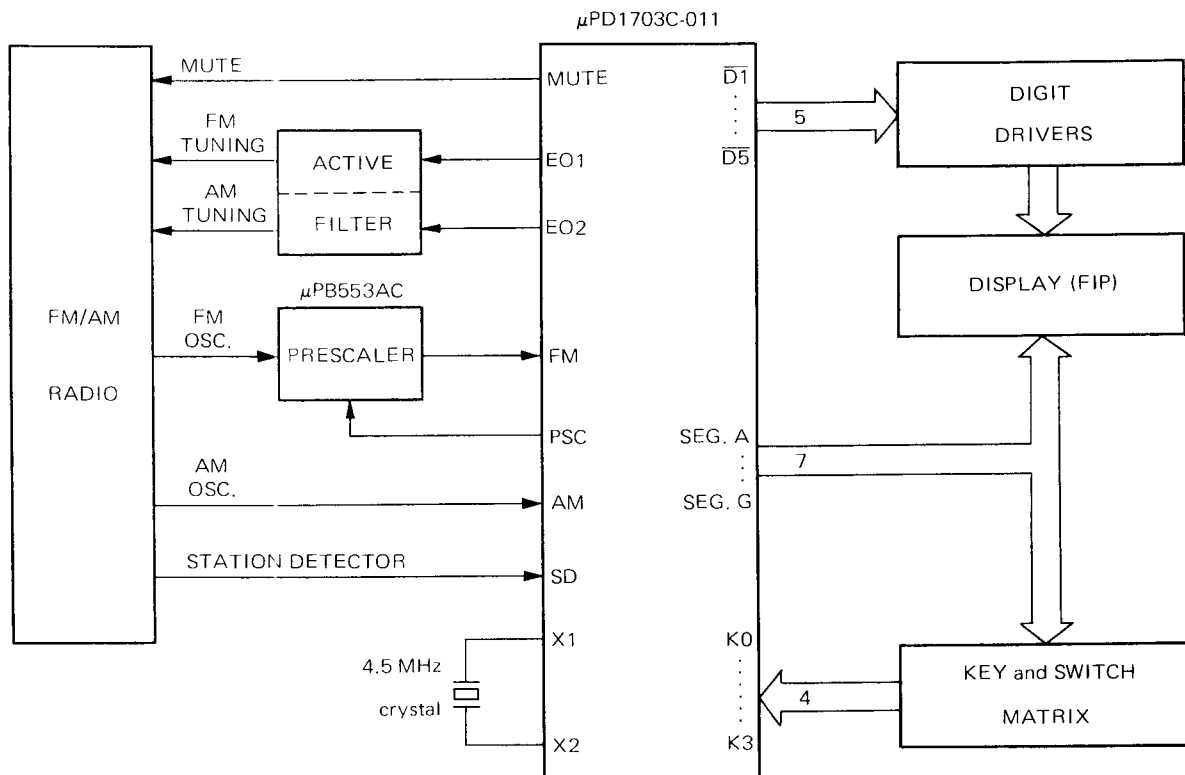 μPD1703C-011
MUTE
MUTE
D1
5
D5
DIGIT
DRIVERS
FM
TUNING
ACTIVE
EO1
AM
TUNING
FILTER
EO2
DISPLAY (FIP)
μPB553AC
FM/AM
RADIO
FM
OSC.
PRESCALER
FM
PSC
SEG. A
7
SEG. G
AM
OSC.
AM
STATION DETECTOR
SD
X1
4.5 MHz
crystal
X2
K0
4
K3
KEY and SWITCH
MATRIX